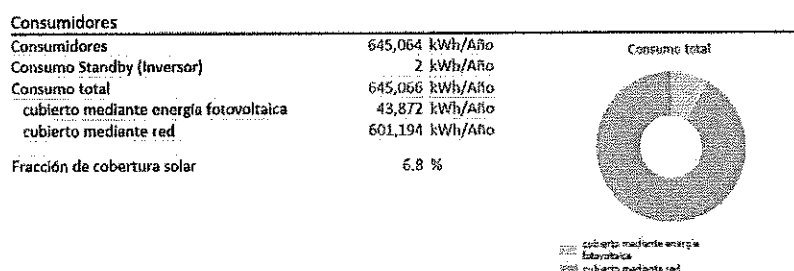 Consumidores
Consumidores 645,064 kWh/Año
Consumo Standby (Inversor) 2 kWh/Año
Consumo total 645,066 kWh/Año
cubierto mediante energía fotovoltaica 43,872 kWh/Año
cubierto mediante red 601,194 kWh/Año
Fracción de cobertura solar 6.8 %
Consumo total
cubierto mediante energía
fotovoltaica
cubierto mediante red